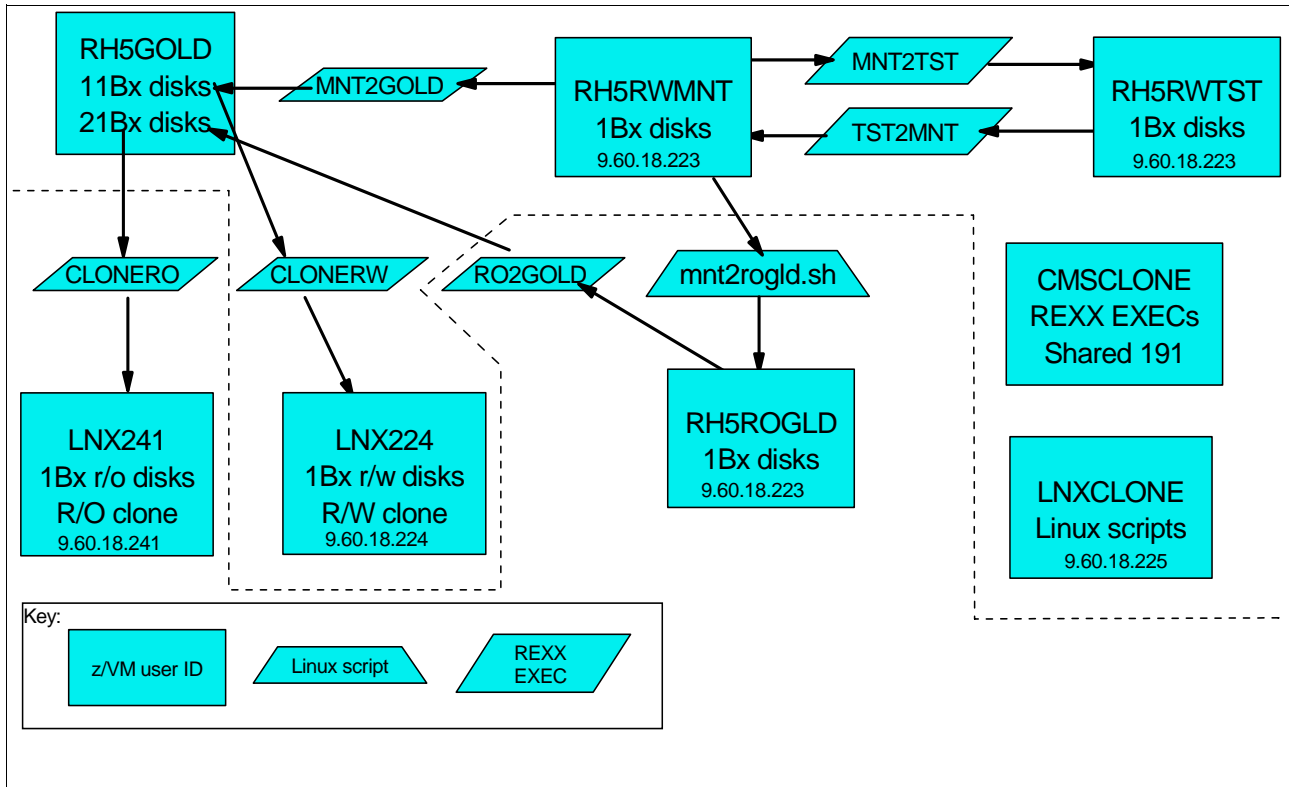 RH5GOLD
11Bx disks
21Bx disks
MNT2GOLD
RH5RWMNT
1Bx disks
9.60.18.223
MNT2TST
TST2MNT
RH5RWTST
1Bx disks
9.60.18.223
CLONERO
CLONERW
RO2GOLD
mnt2rogld.sh
CMSCLONE
REXX EXECs
Shared 191
LNX241
1Bx r/o disks
R/O clone
9.60.18.241
LNX224
1Bx r/w disks
R/W clone
9.60.18.224
RH5ROGLD
1Bx disks
9.60.18.223
LNXCLONE
Linux scripts
9.60.18.225
Key:
z/VM user ID
Linux script
REXX
EXEC